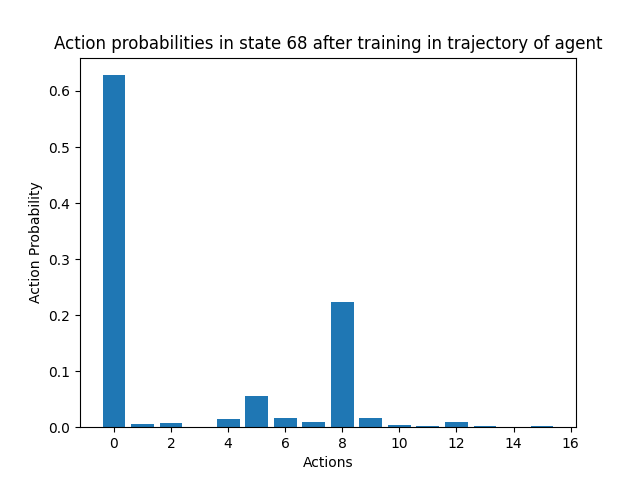 Action probabilities in state 68 after training in trajectory of agent
Action Probability
0.6
0.5
0.4
0.3
0.2
0.1
0.0
0 2 4 6 8 10 12 14 16
Actions